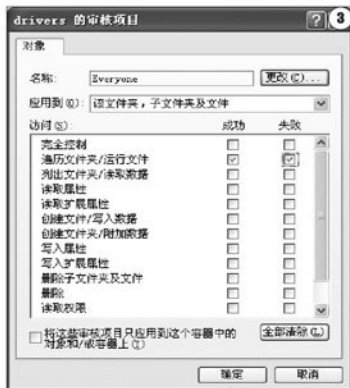 drivers 的审核项目
3
对象
名称: Everyone 更改(C)...
应用到(O): 该文件夹，子文件夹及文件
访问(S): 成功 失败
完全控制
遍历文件夹/运行文件
列出文件夹/读取数据
读取属性
读取扩展属性
创建文件/写入数据
创建文件夹/附加数据
写入属性
写入扩展属性
删除子文件夹及文件
删除
读取权限
将这些审核项目只应用到这个容器中的
对象和/或容器上(T)
全部清除(L)
确定 取消